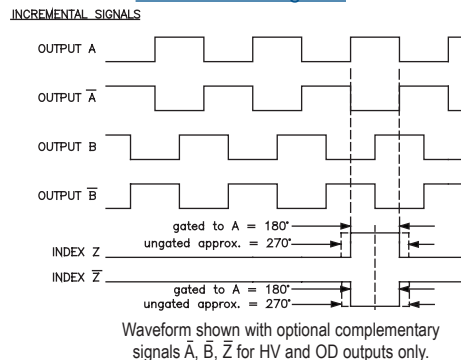 INCREMENTAL SIGNALS
OUTPUT A
OUTPUT A̅
OUTPUT B
OUTPUT B̅
gated to A = 180°
ungated approx. = 270°
INDEX Z
INDEX Z̅
gated to A = 180°
ungated approx. = 270°
Waveform shown with optional complementary
signals A̅, B̅, Z̅ for HV and OD outputs only.